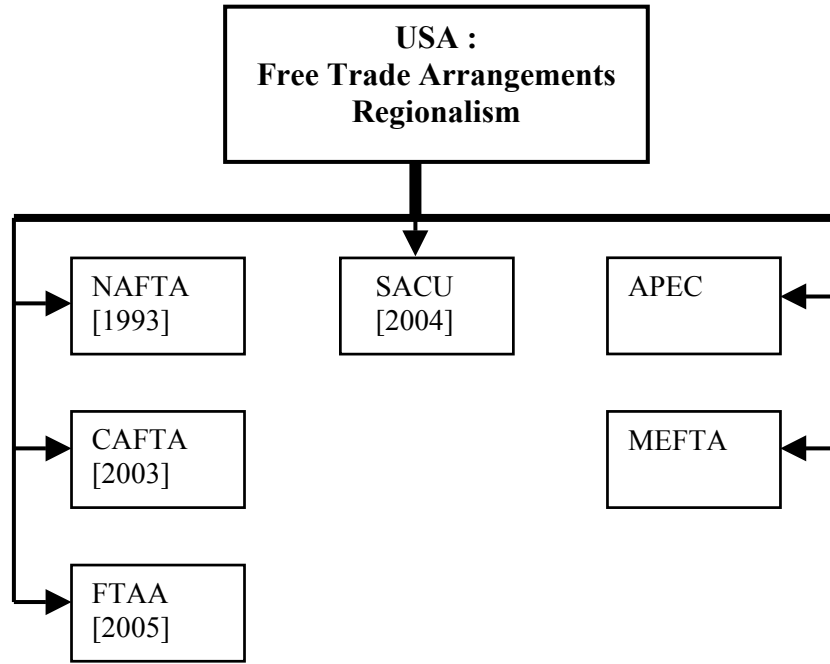 USA :
Free Trade Arrangements
Regionalism
NAFTA
[1993]
SACU
[2004]
APEC
CAFTA
[2003]
MEFTA
FTAA
[2005]